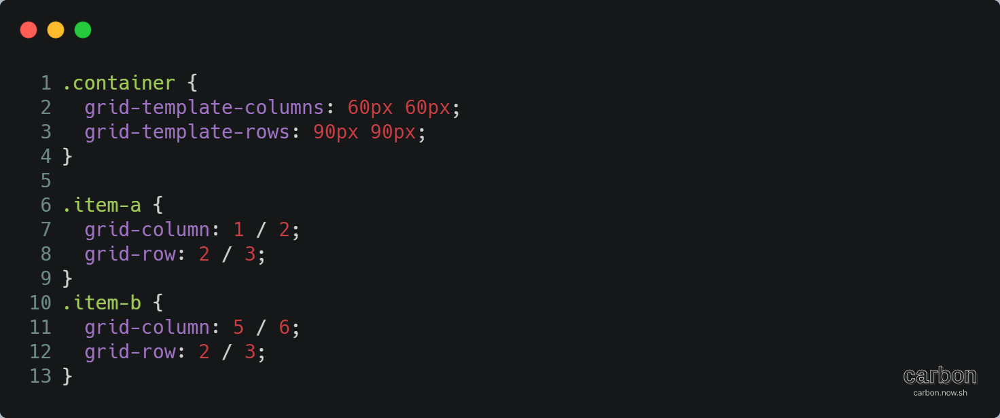 1 .container {
2   grid-template-columns: 60px 60px;
3   grid-template-rows: 90px 90px;
4 }
5
6 .item-a {
7   grid-column: 1 / 2;
8   grid-row: 2 / 3;
9 }
10 .item-b {
11   grid-column: 5 / 6;
12   grid-row: 2 / 3;
13 }
carbon
carbon.now.sh